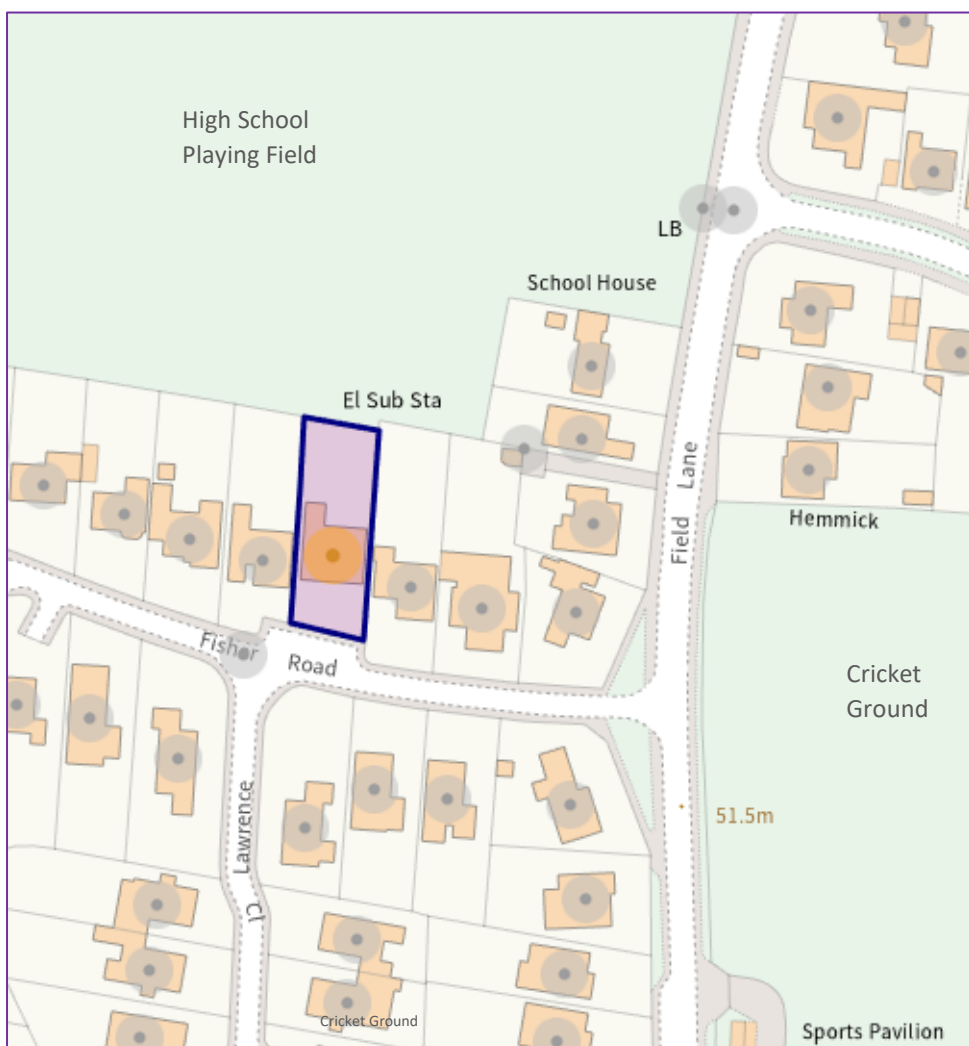 High School
Playing Field
LB
School House
El Sub Sta
Field Lane
Hemmick
Fisher Road
Cricket
Ground
Lawrence Cl
51.5m
Cricket Ground
Sports Pavilion